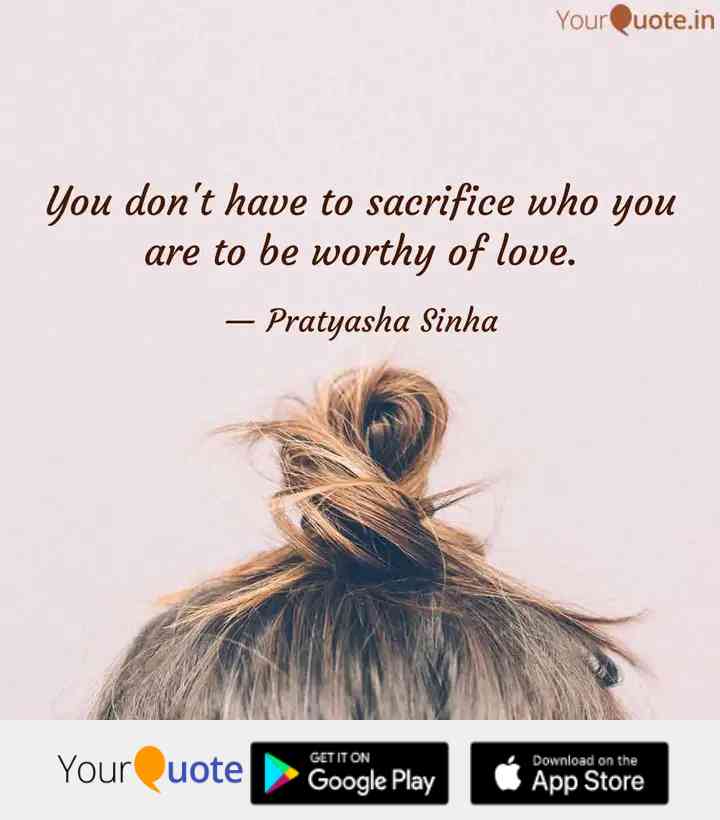 YourQuote.in
You don't have to sacrifice who you
are to be worthy of love.
— Pratyasha Sinha
YourQuote
GET IT ON
Google Play
Download on the
App Store